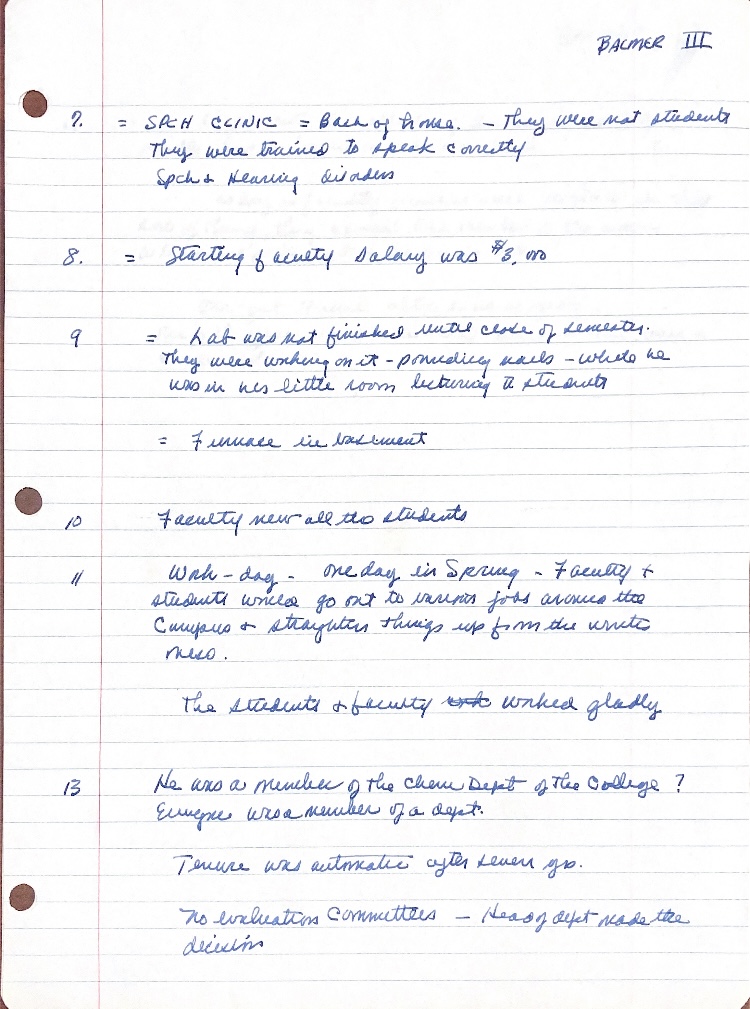 BALMER III
7. = SPCH CLINIC = Back of house. - They were not students
They were trained to speak correctly
Spch & Hearing disorders
8. = Starting faculty salary was $3,000
9 = Lab was not finished until close of semester.
They were working on it - pounding nails - while he
was in his little room lecturing to students
= Furnace in basement
10 Faculty new all the students
11 Work-day - one day in Spring - Faculty &
students would go out to various jobs around the
Campus & straighten things up from the winter
mess.
The students & faculty worked gladly
13 He was a member of the Chem Dept of the College ?
Everyone was a member of a dept.
Tenure was automatic after seven yrs.
No evaluation committees - Head of dept made the
decision